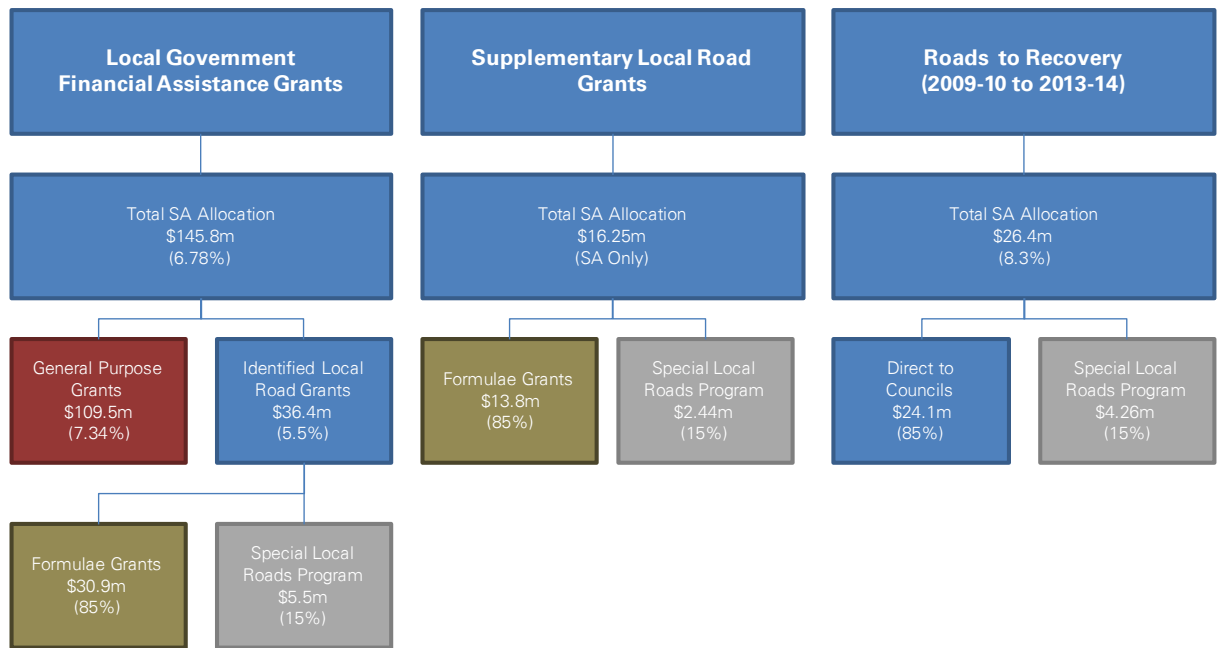 Local Government
Financial Assistance Grants
Supplementary Local Road
Grants
Roads to Recovery
(2009-10 to 2013-14)
Total SA Allocation
$145.8m
(6.78%)
Total SA Allocation
$16.25m
(SA Only)
Total SA Allocation
$26.4m
(8.3%)
General Purpose
Grants
$109.5m
(7.34%)
Identified Local
Road Grants
$36.4m
(5.5%)
Formulae Grants
$13.8m
(85%)
Special Local
Roads Program
$2.44m
(15%)
Direct to
Councils
$24.1m
(85%)
Special Local
Roads Program
$4.26m
(15%)
Formulae Grants
$30.9m
(85%)
Special Local
Roads Program
$5.5m
(15%)